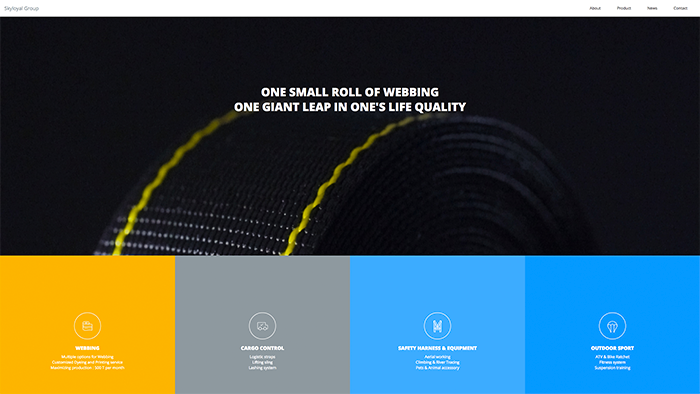 Skyloyal Group
About Product News Contact
ONE SMALL ROLL OF WEBBING
ONE GIANT LEAP IN ONE'S LIFE QUALITY
WEBBING
Multiple options for Webbing
Customized dyeing and Printing service
Maximizing production : 300 T per month
CARGO CONTROL
Logistic straps
Lifting sling
Lashing system
SAFETY HARNESS & EQUIPMENT
Aerial working
Climbing & River Tracing
Pets & Animal accessory
OUTDOOR SPORT
ATV & Bike Ratchet
Fitness system
Suspension training